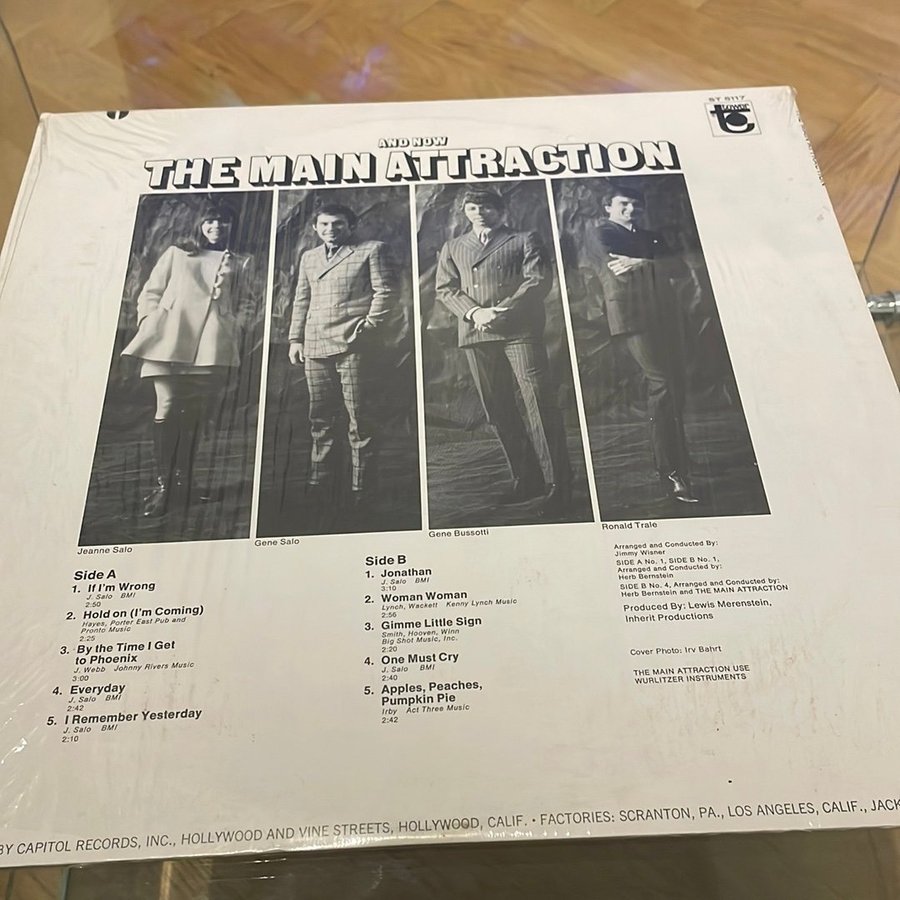 ST 5117
tower
AND NOW
THE MAIN ATTRACTION
Jeanne Salo
Gene Salo
Gene Bussotti
Ronald Trale
Side A
1. If I'm Wrong
J. Salo BMI
2:50
2. Hold on (I'm Coming)
Hayes, Porter East Pub and
Pronto Music
2:25
3. By the Time I Get
to Phoenix
J. Webb Johnny Rivers Music
3:00
4. Everyday
J. Salo BMI
2:42
5. I Remember Yesterday
J. Salo BMI
2:10
Side B
1. Jonathan
J. Salo BMI
3:10
2. Woman Woman
Lynch, Wackett Kenny Lynch Music
2:56
3. Gimme Little Sign
Smith, Hooven, Winn
Big Shot Music, Inc.
2:20
4. One Must Cry
J. Salo BMI
2:40
5. Apples, Peaches,
Pumpkin Pie
Irby Act Three Music
2:42
Arranged and Conducted By:
Jimmy Wisner
SIDE A No. 1, SIDE B No. 1,
Arranged and Conducted by:
Herb Bernstein
SIDE B No. 4, Arranged and Conducted by:
Herb Bernstein and THE MAIN ATTRACTION
Produced By: Lewis Merenstein,
Inherit Productions
Cover Photo: Irv Bahrt
THE MAIN ATTRACTION USE
WURLITZER INSTRUMENTS
BY CAPITOL RECORDS, INC., HOLLYWOOD AND VINE STREETS, HOLLYWOOD, CALIF. • FACTORIES: SCRANTON, PA., LOS ANGELES, CALIF., JACK